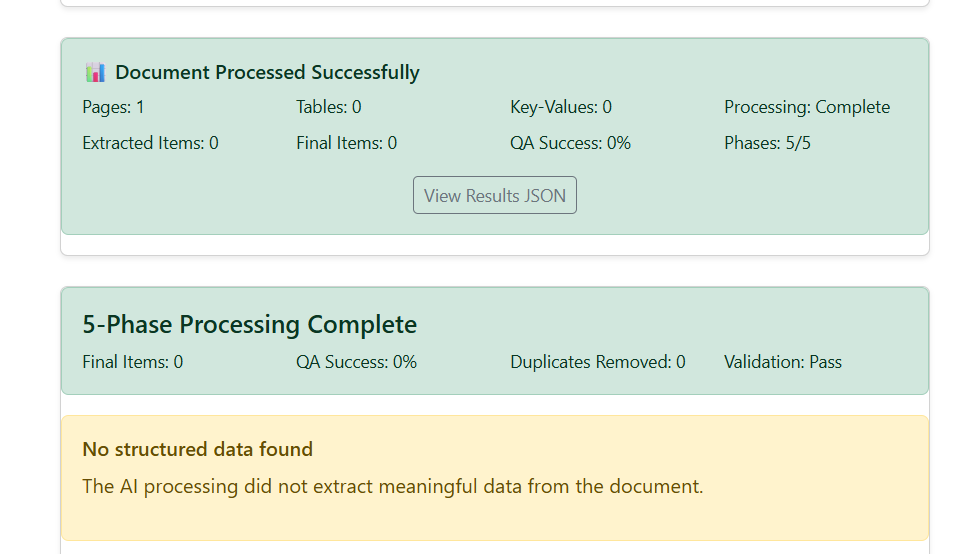 📊 Document Processed Successfully
Pages: 1 Tables: 0 Key-Values: 0 Processing: Complete
Extracted Items: 0 Final Items: 0 QA Success: 0% Phases: 5/5
View Results JSON
5-Phase Processing Complete
Final Items: 0 QA Success: 0% Duplicates Removed: 0 Validation: Pass
No structured data found
The AI processing did not extract meaningful data from the document.